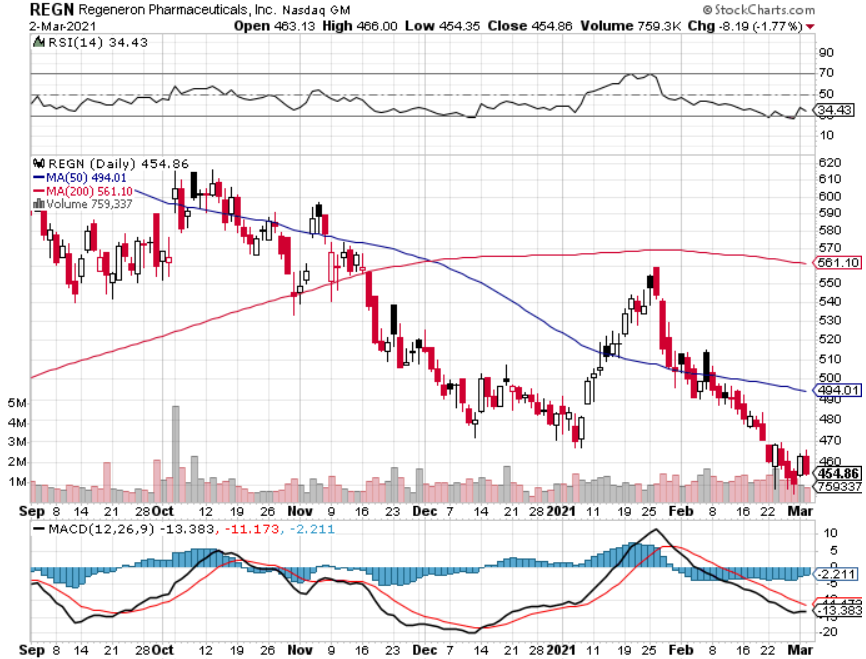 REGN Regeneron Pharmaceuticals, Inc. Nasdaq GM © StockCharts.com
2-Mar-2021 Open 463.13 High 466.00 Low 454.35 Close 454.86 Volume 759.3K Chg -8.19 (-1.77%)
RSI(14) 34.43
90
70
50
34.43
30
10
REGN (Daily) 454.86
MA(50) 494.01
MA(200) 561.10
Volume 759,337
620
610
600
590
580
570
561.10
550
540
530
520
510
500
494.01
490
480
470
460
454.86
759337
5M
4M
3M
2M
1M
Sep 8 14 21 28 Oct 12 19 26 Nov 9 16 23 Dec 7 14 21 28 2021 11 19 25 Feb 8 16 22 Mar
MACD(12,26,9) -13.383, -11.173, -2.211
10
5
0
-2.211
-5
-11.173
-13.383
-15
-20
Sep 8 14 21 28 Oct 12 19 26 Nov 9 16 23 Dec 7 14 21 28 2021 11 19 25 Feb 8 16 22 Mar